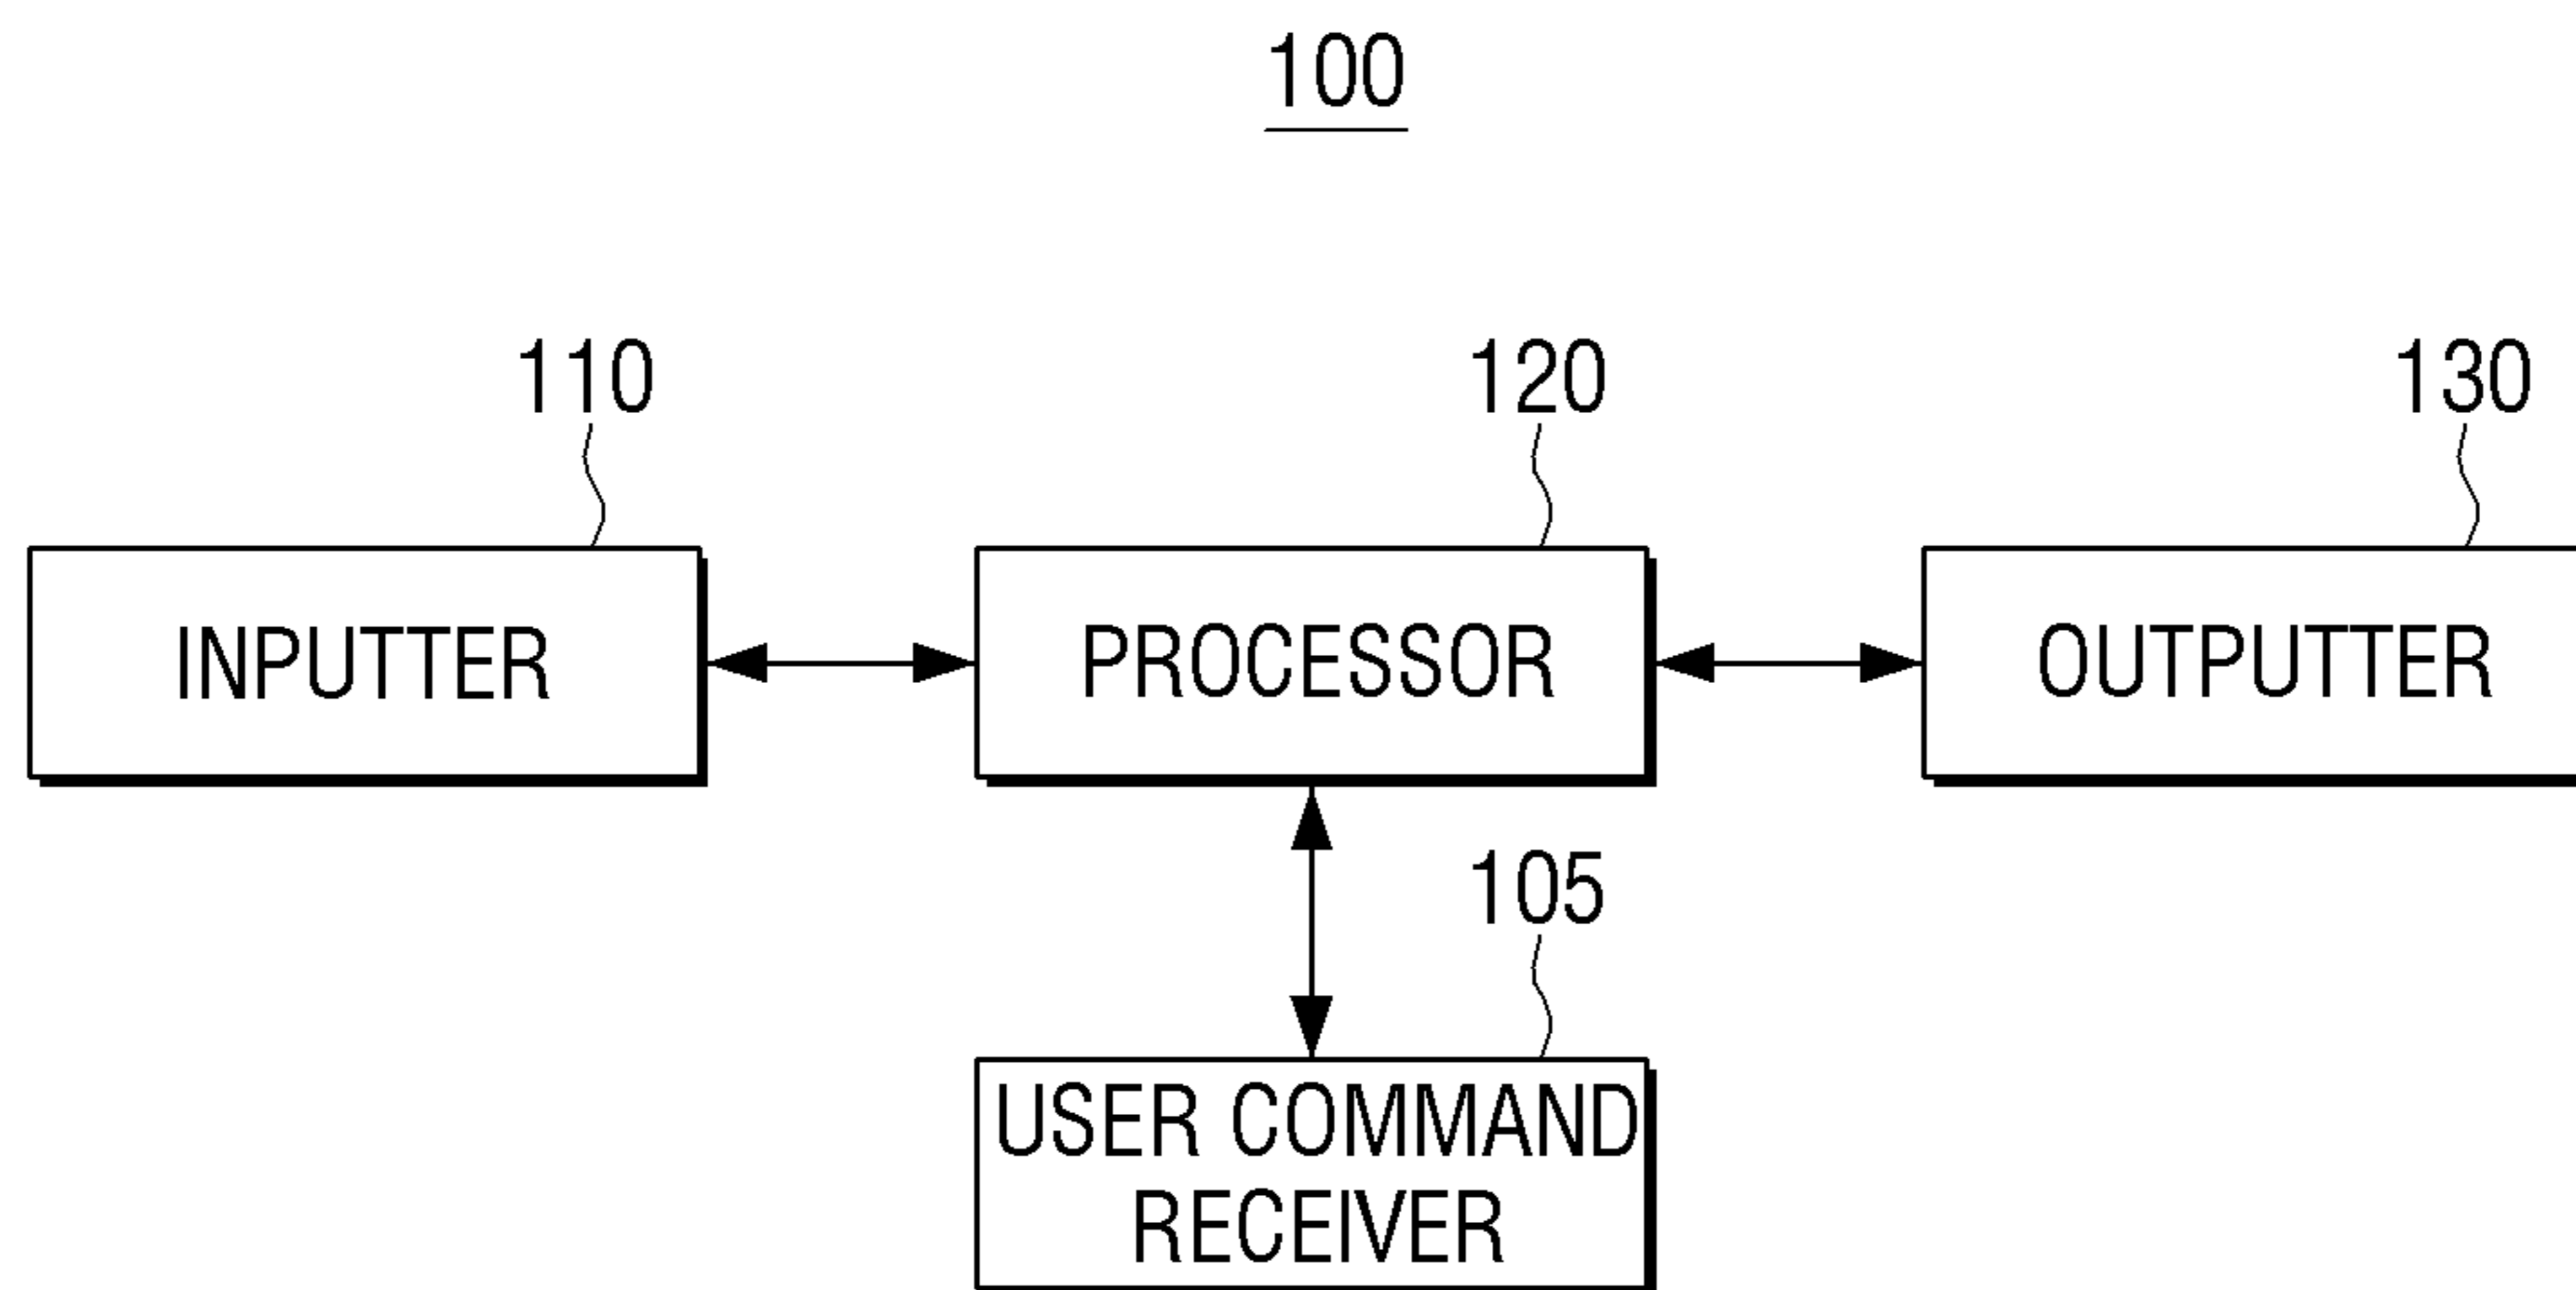 100
110
120
130
INPUTTER
PROCESSOR
OUTPUTTER
105
USER COMMAND
RECEIVER